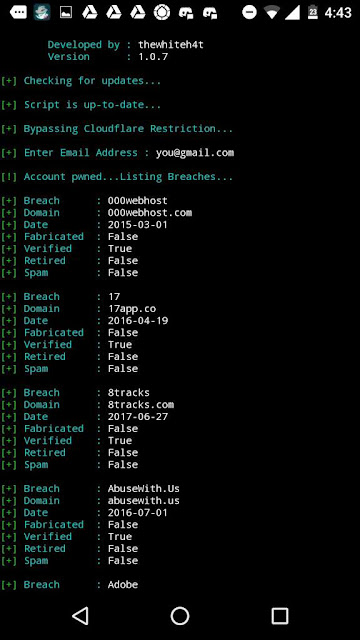 23 4:43
Developed by : thewhiteh4t
Version : 1.0.7
[+] Checking for updates...
[+] Script is up-to-date...
[+] Bypassing Cloudflare Restriction...
[+] Enter Email Address : you@gmail.com
[!] Account pwned...Listing Breaches...
[+] Breach : 000webhost
[+] Domain : 000webhost.com
[+] Date : 2015-03-01
[+] Fabricated : False
[+] Verified : True
[+] Retired : False
[+] Spam : False
[+] Breach : 17
[+] Domain : 17app.co
[+] Date : 2016-04-19
[+] Fabricated : False
[+] Verified : True
[+] Retired : False
[+] Spam : False
[+] Breach : 8tracks
[+] Domain : 8tracks.com
[+] Date : 2017-06-27
[+] Fabricated : False
[+] Verified : True
[+] Retired : False
[+] Spam : False
[+] Breach : AbuseWith.Us
[+] Domain : abusewith.us
[+] Date : 2016-07-01
[+] Fabricated : False
[+] Verified : True
[+] Retired : False
[+] Spam : False
[+] Breach : Adobe